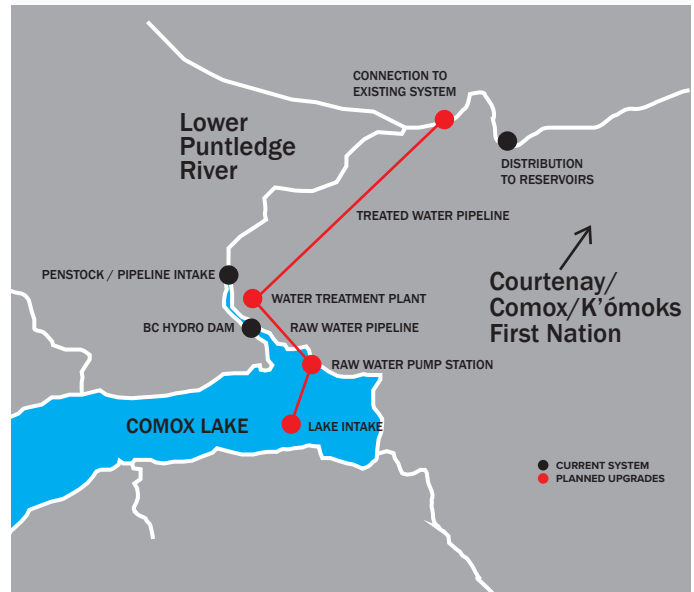 CONNECTION TO
EXISTING SYSTEM
Lower
Puntledge
River
DISTRIBUTION
TO RESERVOIRS
TREATED WATER PIPELINE
PENSTOCK / PIPELINE INTAKE
Courtenay/
Comox/K’ómoks
First Nation
WATER TREATMENT PLANT
BC HYDRO DAM
RAW WATER PIPELINE
RAW WATER PUMP STATION
COMOX LAKE
LAKE INTAKE
CURRENT SYSTEM
PLANNED UPGRADES